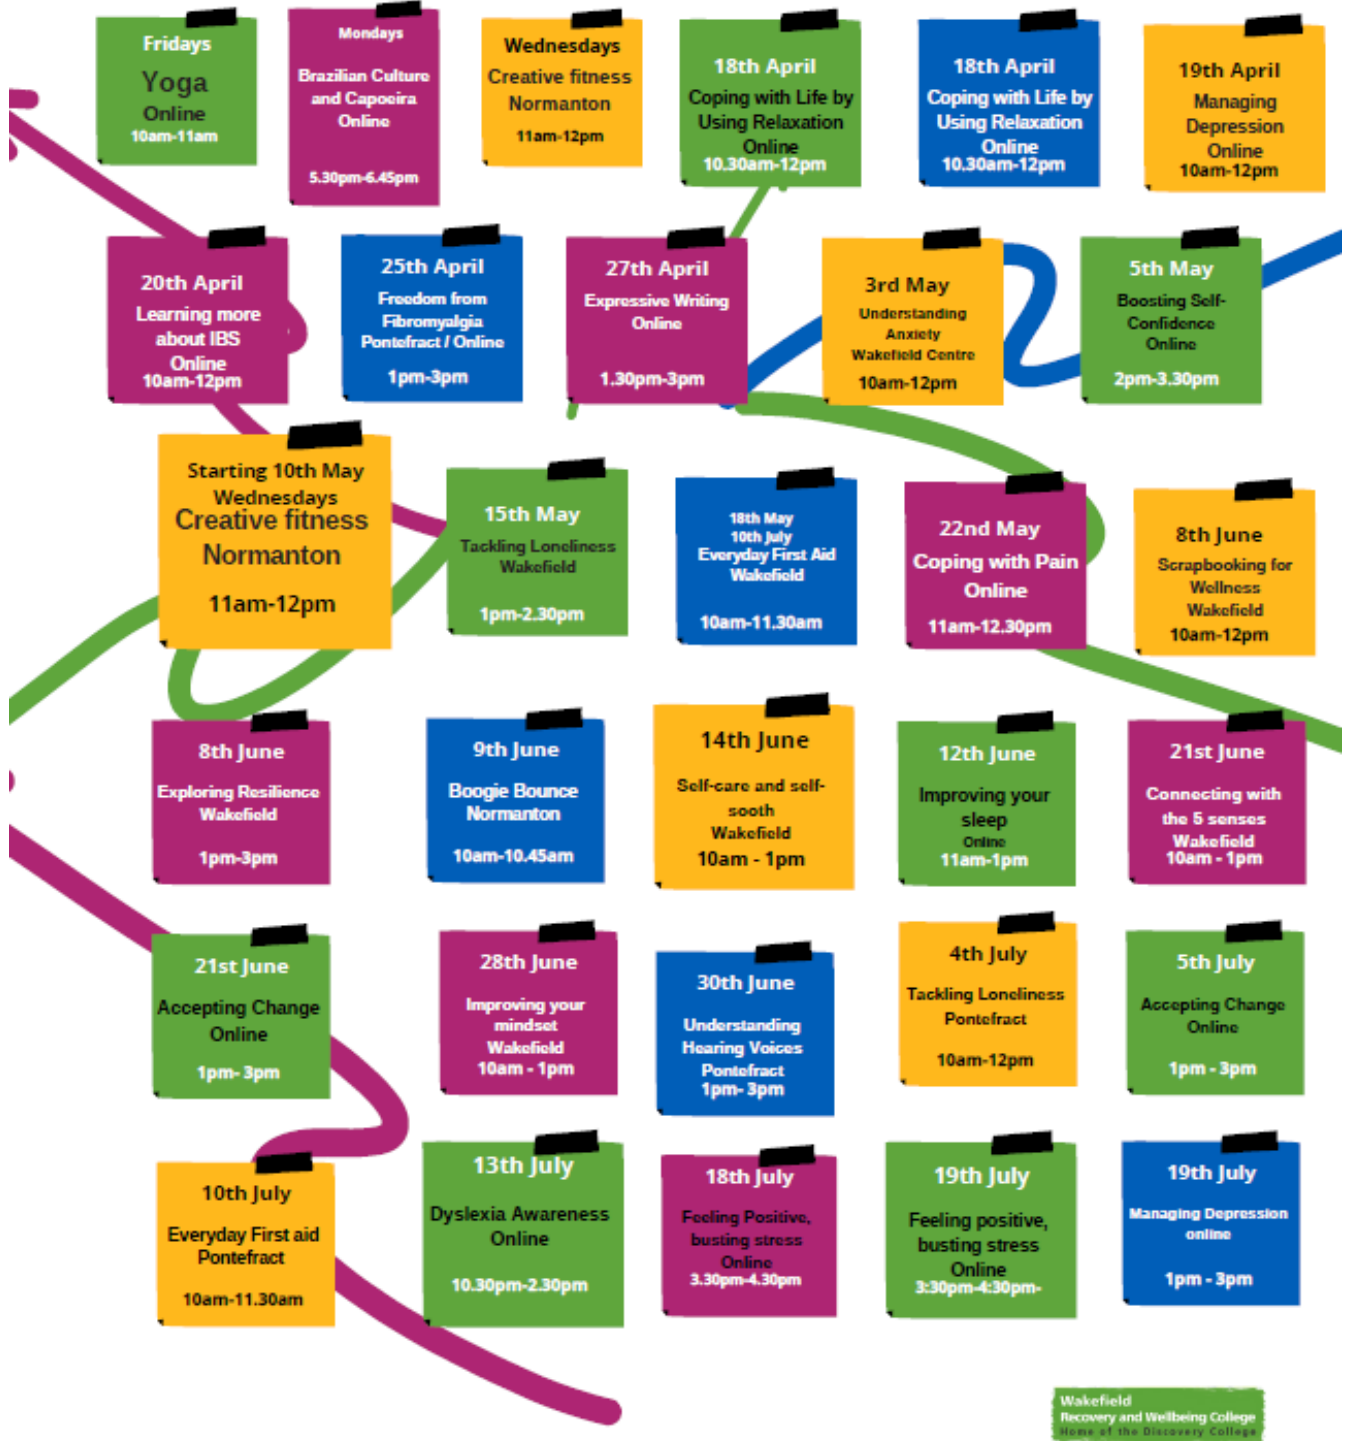 Fridays
Yoga
Online
10am-11am
Mondays
Brazilian Culture
and Capoeira
Online
5.30pm-6.45pm
Wednesdays
Creative fitness
Normanton
11am-12pm
18th April
Coping with Life by
Using Relaxation
Online
10.30am-12pm
18th April
Coping with Life by
Using Relaxation
Online
10.30am-12pm
19th April
Managing
Depression
Online
10am-12pm
20th April
Learning more
about IBS
Online
10am-12pm
25th April
Freedom from
Fibromyalgia
Pontefract / Online
1pm-3pm
27th April
Expressive Writing
Online
1.30pm-3pm
3rd May
Understanding
Anxiety
Wakefield Centre
10am-12pm
5th May
Boosting Self-
Confidence
Online
2pm-3.30pm
Starting 10th May
Wednesdays
Creative fitness
Normanton
11am-12pm
15th May
Tackling Loneliness
Wakefield
1pm-2.30pm
18th May
10th July
Everyday First Aid
Wakefield
10am-11.30am
22nd May
Coping with Pain
Online
11am-12.30pm
8th June
Scrapbooking for
Wellness
Wakefield
10am-12pm
8th June
Exploring Resilience
Wakefield
1pm-3pm
9th June
Boogie Bounce
Normanton
10am-10.45am
14th June
Self-care and self-
sooth
Wakefield
10am - 1pm
12th June
Improving your
sleep
Online
11am-1pm
21st June
Connecting with
the 5 senses
Wakefield
10am - 1pm
21st June
Accepting Change
Online
1pm- 3pm
28th June
Improving your
mindset
Wakefield
10am - 1pm
30th June
Understanding
Hearing Voices
Pontefract
1pm- 3pm
4th July
Tackling Loneliness
Pontefract
10am-12pm
5th July
Accepting Change
Online
1pm - 3pm
10th July
Everyday First aid
Pontefract
10am-11.30am
13th July
Dyslexia Awareness
Online
10.30pm-2.30pm
18th July
Feeling Positive,
busting stress
Online
3.30pm-4.30pm
19th July
Feeling positive,
busting stress
Online
3:30pm-4:30pm-
19th July
Managing Depression
online
1pm - 3pm
Wakefield
Recovery and Wellbeing College
Home of the Discovery College